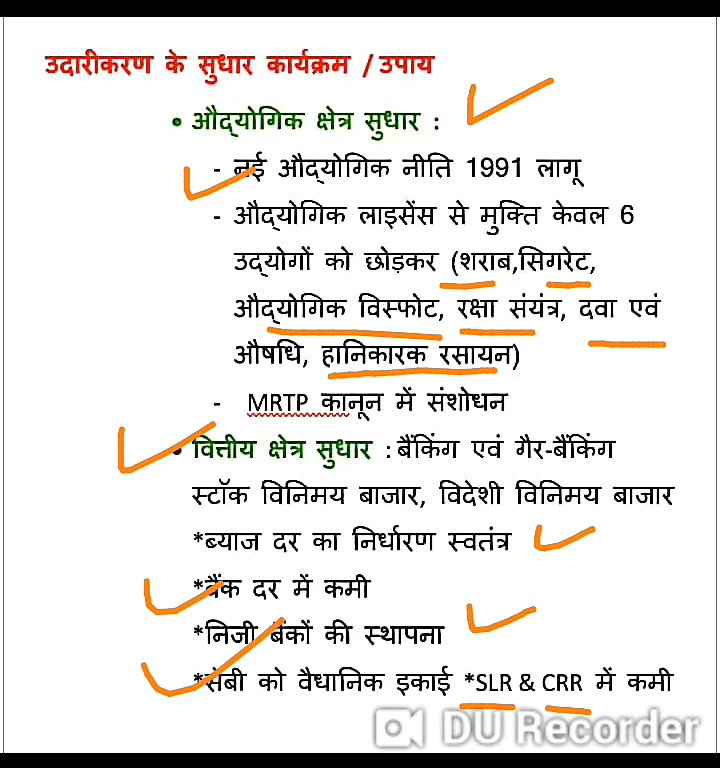 उदारीकरण के सुधार कार्यक्रम / उपाय
• औद्योगिक क्षेत्र सुधार :
- नई औद्योगिक नीति 1991 लागू
- औद्योगिक लाइसेंस से मुक्ति केवल 6
उद्योगों को छोड़कर (शराब,सिगरेट,
औद्योगिक विस्फोट, रक्षा संयंत्र, दवा एवं
औषधि, हानिकारक रसायन)
- MRTP कानून में संशोधन
• वित्तीय क्षेत्र सुधार : बैंकिंग एवं गैर-बैंकिंग
स्टॉक विनिमय बाजार, विदेशी विनिमय बाजार
*ब्याज दर का निर्धारण स्वतंत्र
*बैंक दर में कमी
*निजी बैंकों की स्थापना
*सेबी को वैधानिक इकाई *SLR & CRR में कमी
DU Recorder